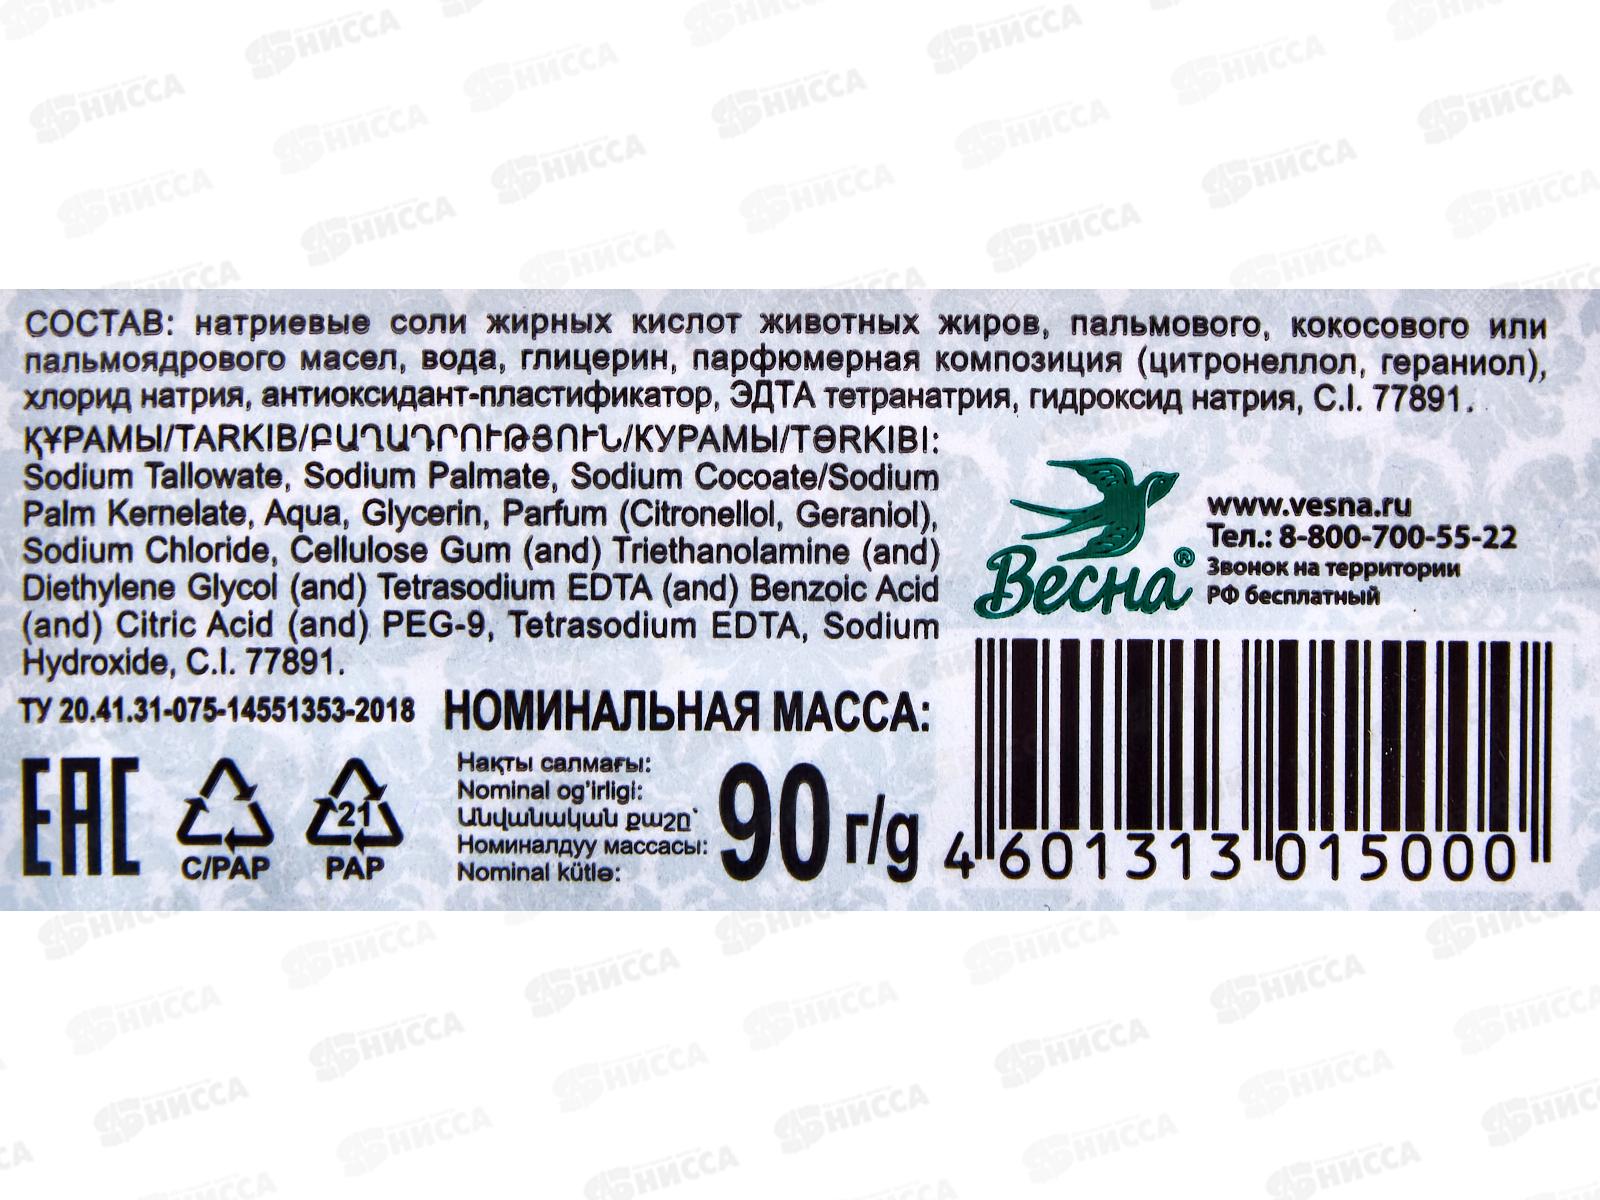 СОСТАВ: натриевые соли жирных кислот животных жиров, пальмового, кокосового или
пальмоядрового масел, вода, глицерин, парфюмерная композиция (цитронеллол, гераниол),
хлорид натрия, антиоксидант-пластификатор, ЭДТА тетранатрия, гидроксид натрия, C.I. 77891.
ҚҰРАМЫ/TARKIB/ԲԱՂԱԴՐՈՒԹՅՈՒՆ/КУРАМЫ/TƏRKIBI:
Sodium Tallowate, Sodium Palmate, Sodium Cocoate/Sodium
Palm Kernelate, Aqua, Glycerin, Parfum (Citronellol, Geraniol),
Sodium Chloride, Cellulose Gum (and) Triethanolamine (and)
Diethylene Glycol (and) Tetrasodium EDTA (and) Benzoic Acid
(and) Citric Acid (and) PEG-9, Tetrasodium EDTA, Sodium
Hydroxide, C.I. 77891.
ТУ 20.41.31-075-14551353-2018
НОМИНАЛЬНАЯ МАССА:
Нақты салмағы:
Nominal og'irligi:
Անվանական քաշը՝
Номиналдуу массасы:
Nominal kütlə:
90 г/g
EAC
C/PAP
21
PAP
Весна®
www.vesna.ru
Тел.: 8-800-700-55-22
Звонок на территории
РФ бесплатный
4 601313 015000
АБНИССА